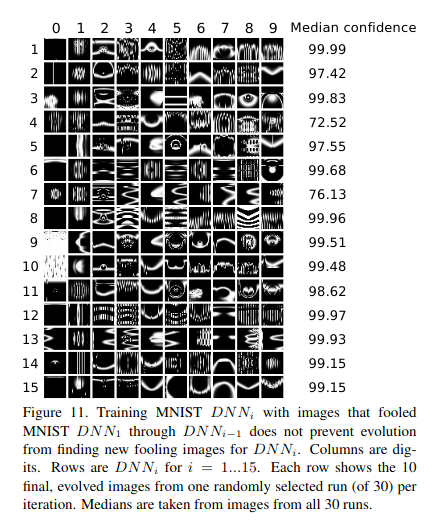 0 1 2 3 4 5 6 7 8 9 Median confidence
1 99.99
2 97.42
3 99.83
4 72.52
5 97.55
6 99.68
7 76.13
8 99.96
9 99.51
10 99.48
11 98.62
12 99.97
13 99.93
14 99.15
15 99.15
Figure 11. Training MNIST DNNᵢ with images that fooled
MNIST DNN₁ through DNNᵢ₋₁ does not prevent evolution
from finding new fooling images for DNNᵢ. Columns are dig-
its. Rows are DNNᵢ for i = 1...15. Each row shows the 10
final, evolved images from one randomly selected run (of 30) per
iteration. Medians are taken from images from all 30 runs.